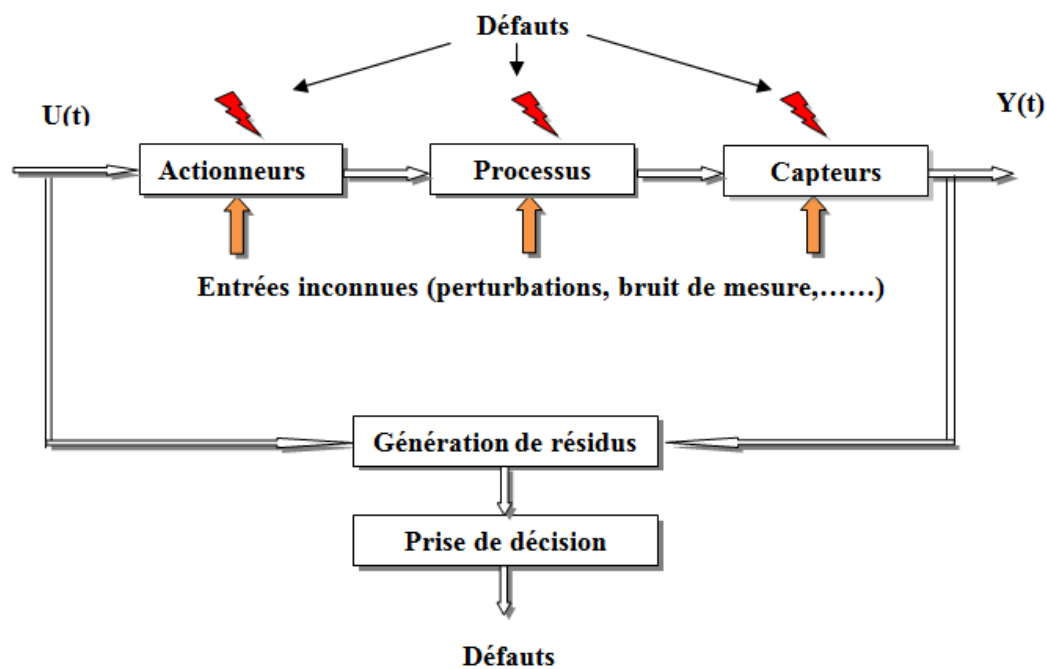 Défauts
U(t)
Y(t)
Actionneurs
Processus
Capteurs
Entrées inconnues (perturbations, bruit de mesure,……)
Génération de résidus
Prise de décision
Défauts